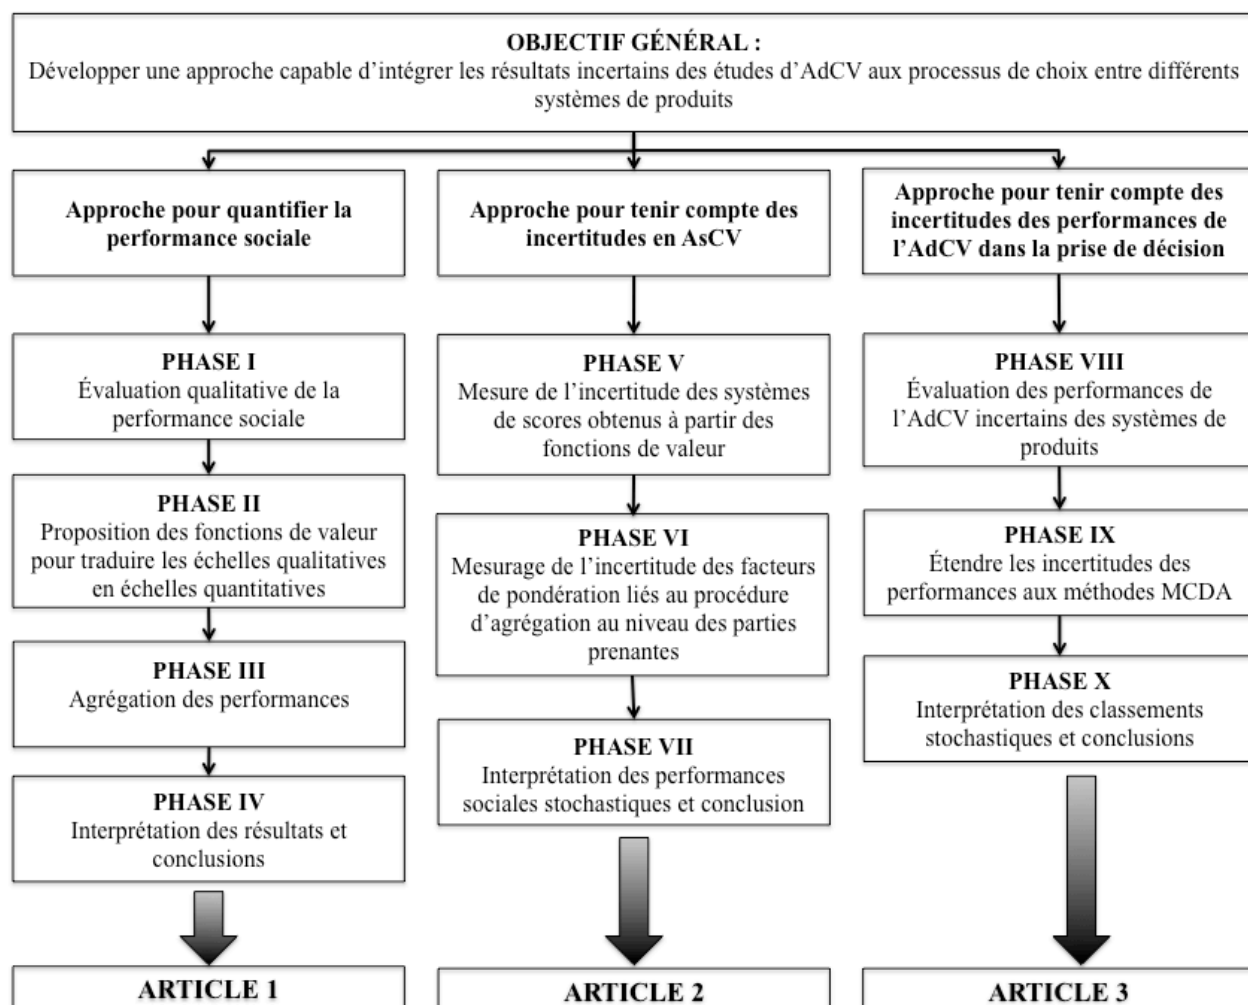 OBJECTIF GÉNÉRAL :
Développer une approche capable d'intégrer les résultats incertains des études d'AdCV aux processus de choix entre différents
systèmes de produits
Approche pour quantifier la
performance sociale
PHASE I
Évaluation qualitative de la
performance sociale
PHASE II
Proposition des fonctions de valeur
pour traduire les échelles qualitatives
en échelles quantitatives
PHASE III
Agrégation des performances
PHASE IV
Interprétation des résultats et
conclusions
ARTICLE 1
Approche pour tenir compte des
incertitudes en AsCV
PHASE V
Mesure de l'incertitude des systèmes
de scores obtenus à partir des
fonctions de valeur
PHASE VI
Mesurage de l'incertitude des facteurs
de pondération liés au procédure
d'agrégation au niveau des parties
prenantes
PHASE VII
Interprétation des performances
sociales stochastiques et conclusion
ARTICLE 2
Approche pour tenir compte des
incertitudes des performances de
l'AdCV dans la prise de décision
PHASE VIII
Évaluation des performances de
l'AdCV incertains des systèmes de
produits
PHASE IX
Étendre les incertitudes des
performances aux méthodes MCDA
PHASE X
Interprétation des classements
stochastiques et conclusions
ARTICLE 3